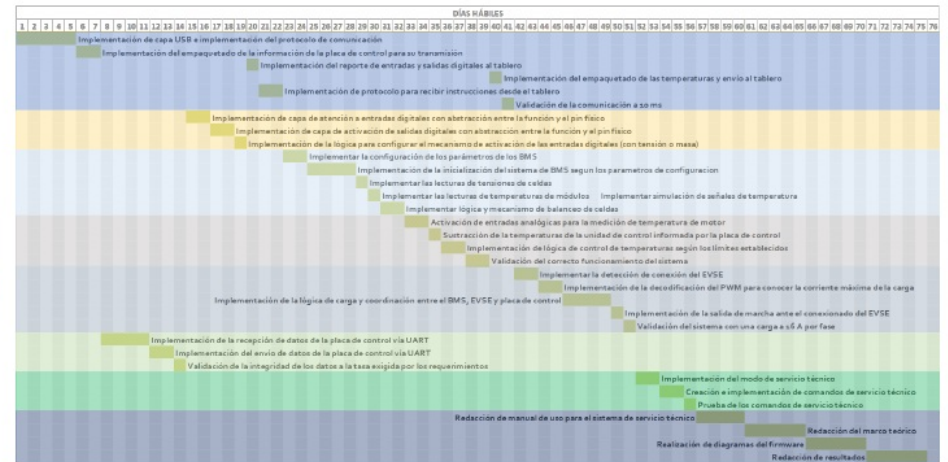 DÍAS HÁBILES
1 2 3 4 5 6 7 8 9 10 11 12 13 14 15 16 17 18 19 20 21 22 23 24 25 26 27 28 29 30 31 32 33 34 35 36 37 38 39 40 41 42 43 44 45 46 47 48 49 50 51 52 53 54 55 56 57 58 59 60 61 62 63 64 65 66 67 68 69 70 71 72 73 74 75 76
Implementación de capa USB e implementación del protocolo de comunicación
Implementación del empaquetado de la información de la placa de control para su transmisión
Implementación del reporte de entradas y salidas digitales al tablero
Implementación del empaquetado de las temperaturas y envío al tablero
Implementación de protocolo para recibir instrucciones desde el tablero
Validación de la comunicación a 10 ms
Implementación de capa de atención a entradas digitales con abstracción entre la función y el pin físico
Implementación de capa de activación de salidas digitales con abstracción entre la función y el pin físico
Implementación de la lógica para configurar el mecanismo de activación de las entradas digitales (con tensión o masa)
Implementar la configuración de los parámetros de los BMS
Implementación de la inicialización del sistema de BMS segun los parametros de configuracion
Implementar las lecturas de tensiones de celdas
Implementar las lecturas de temperaturas de módulos Implementar simulación de señales de temperatura
Implementar lógica y mecanismo de balanceo de celdas
Activación de entradas analógicas para la medición de temperatura de motor
Sustracción de la temperaturas de la unidad de control informada por la placa de control
Implementación de lógica de control de temperaturas según los límites establecidos
Validación del correcto funcionamiento del sistema
Implementar la detección de conexión del EVSE
Implementación de la decodificación del PWM para conocer la corriente máxima de la carga
Implementación de la lógica de carga y coordinación entre el BMS, EVSE y placa de control
Implementación de la salida de marcha ante el conexionado del EVSE
Validación del sistema con una carga a 16 A por fase
Implementación de la recepción de datos de la placa de control vía UART
Implementación del envío de datos de la placa de control vía UART
Validación de la integridad de los datos a la tasa exigida por los requerimientos
Implementación del modo de servicio técnico
Creación e implementación de comandos de servicio técnico
Prueba de los comandos de servicio técnico
Redacción de manual de uso para el sistema de servicio técnico
Redacción del marco teórico
Realización de diagramas del firmware
Redacción de resultados